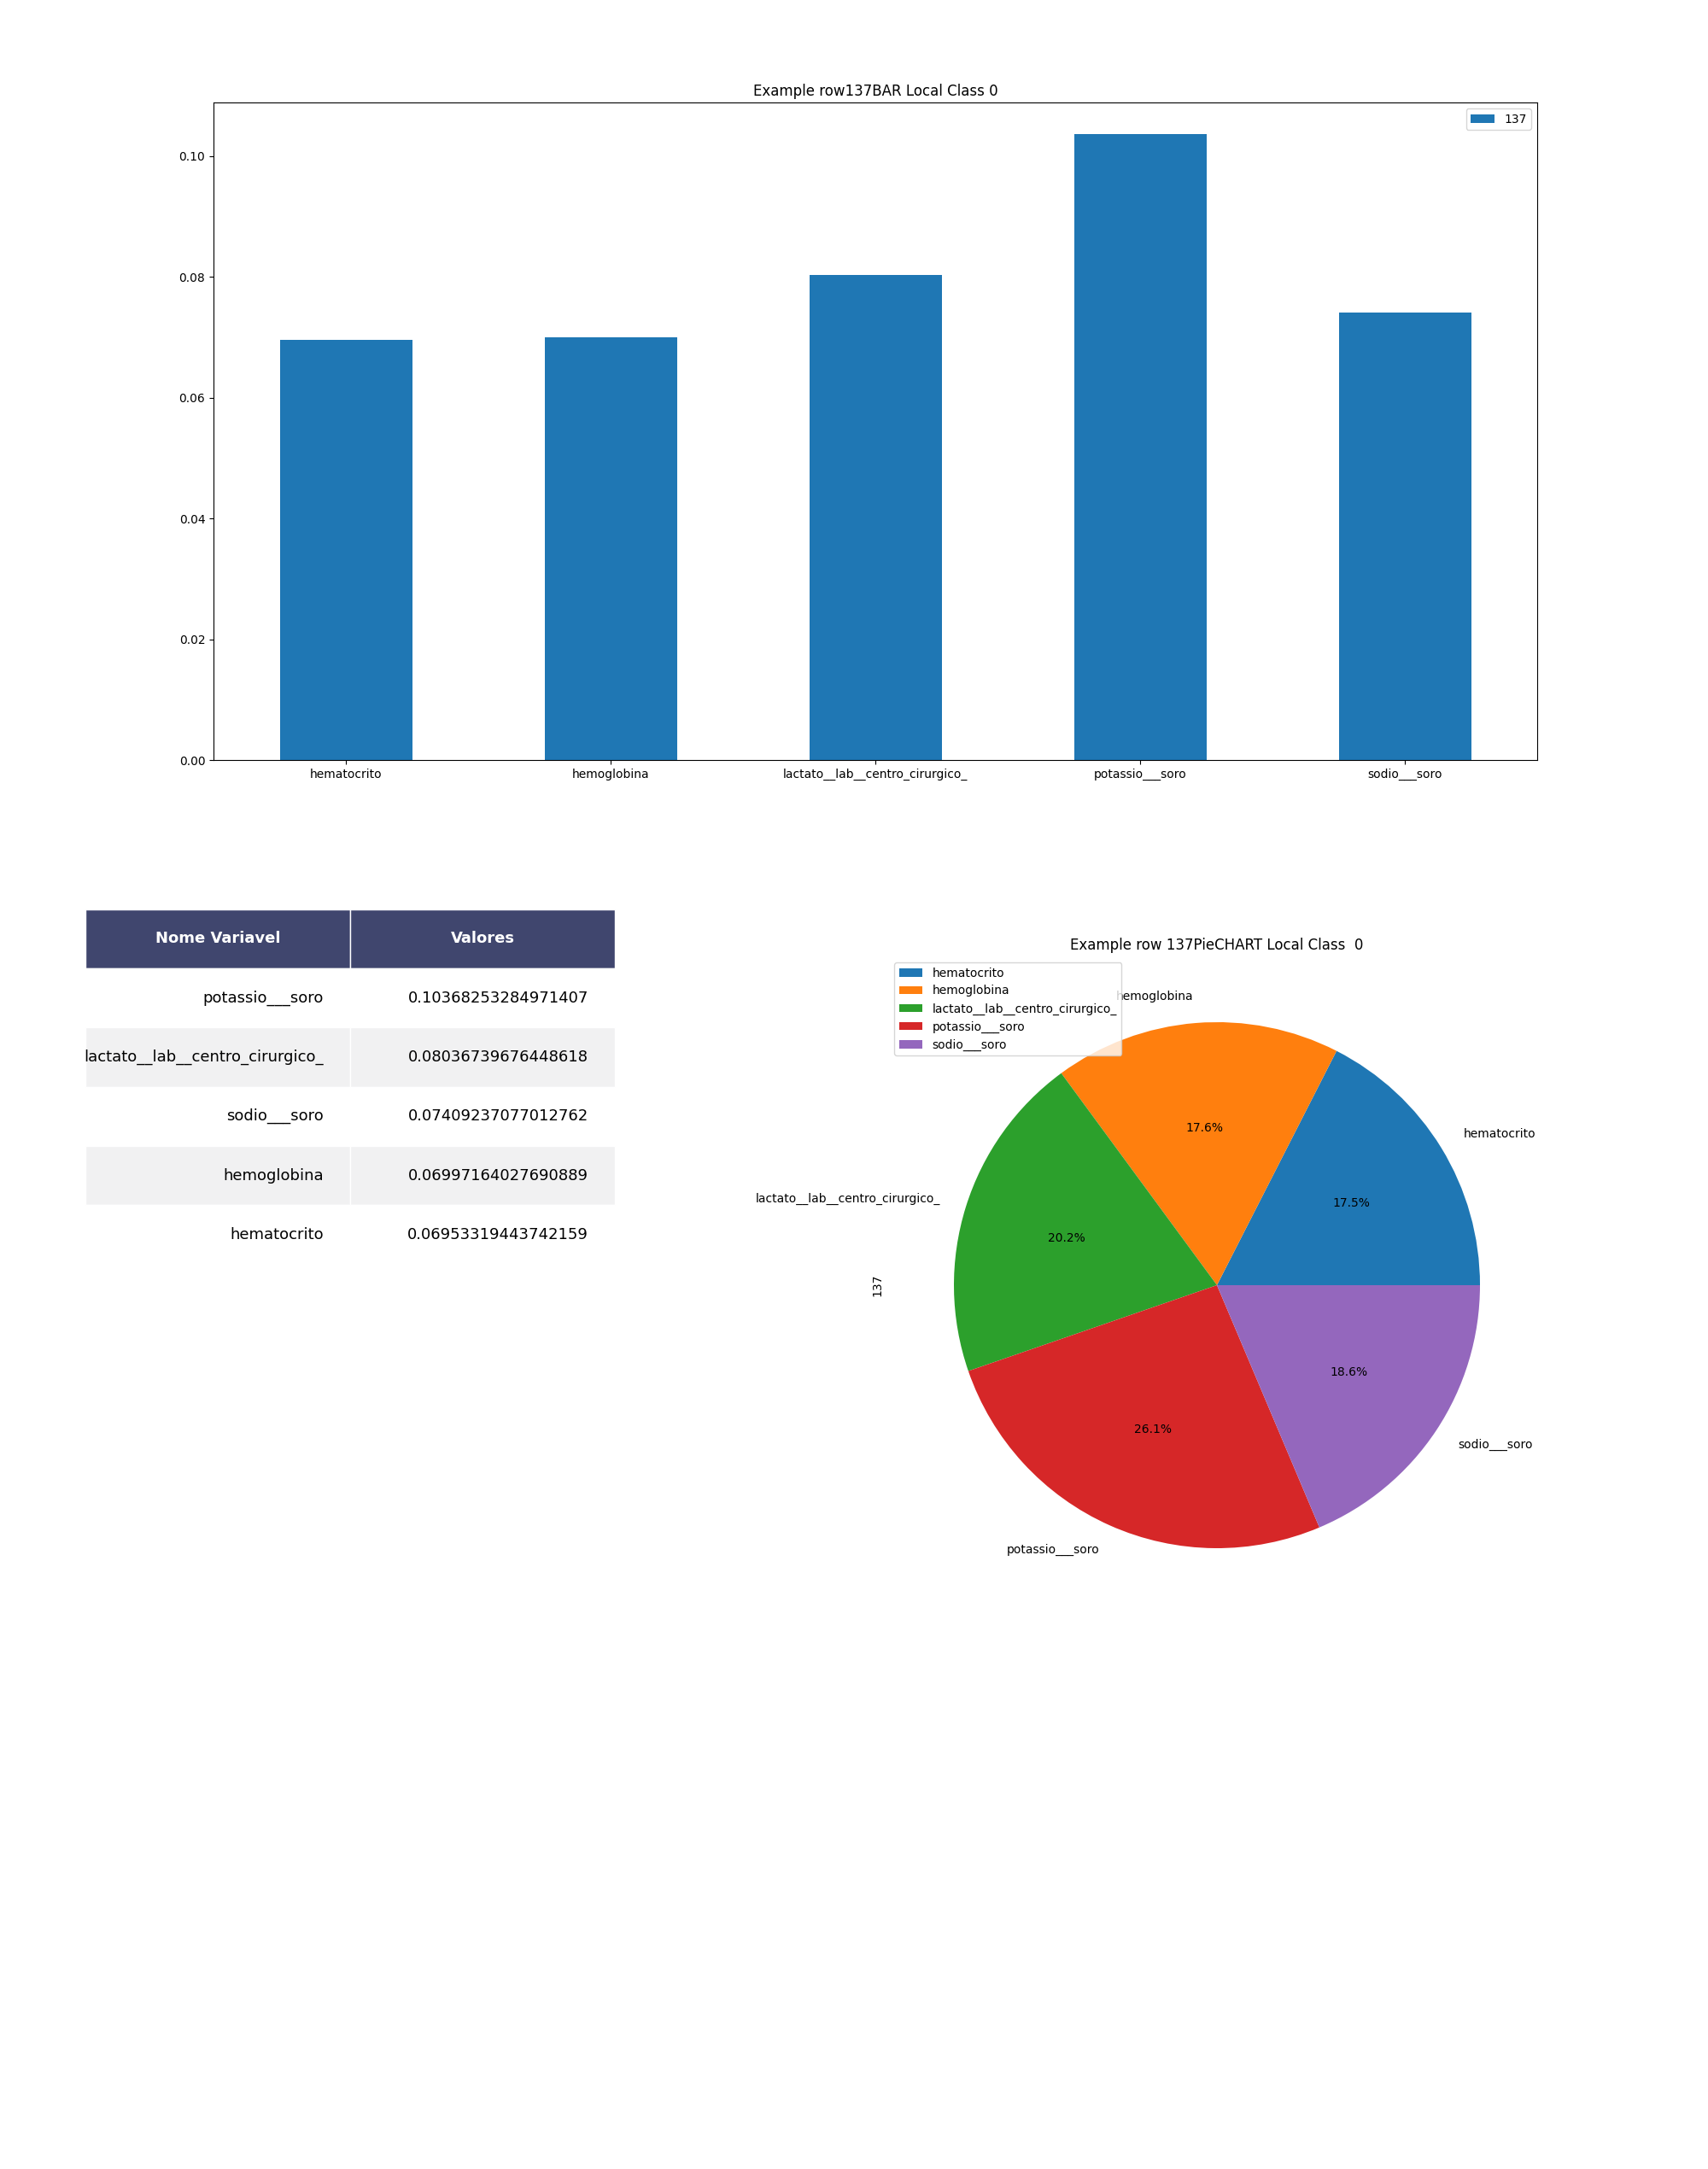 Example row137BAR Local Class 0
137
0.10
0.08
0.06
0.04
0.02
0.00
hematocrito hemoglobina lactato__lab__centro_cirurgico_ potassio___soro sodio___soro
Nome Variavel Valores
potassio___soro 0.10368253284971407
lactato__lab__centro_cirurgico_ 0.08036739676448618
sodio___soro 0.07409237077012762
hemoglobina 0.06997164027690889
hematocrito 0.06953319443742159
Example row 137PieCHART Local Class  0
hematocrito
hemoglobina
lactato__lab__centro_cirurgico_
potassio___soro
sodio___soro
hemoglobina
17.6%
hematocrito
17.5%
lactato__lab__centro_cirurgico_
20.2%
137
18.6%
26.1%
sodio___soro
potassio___soro